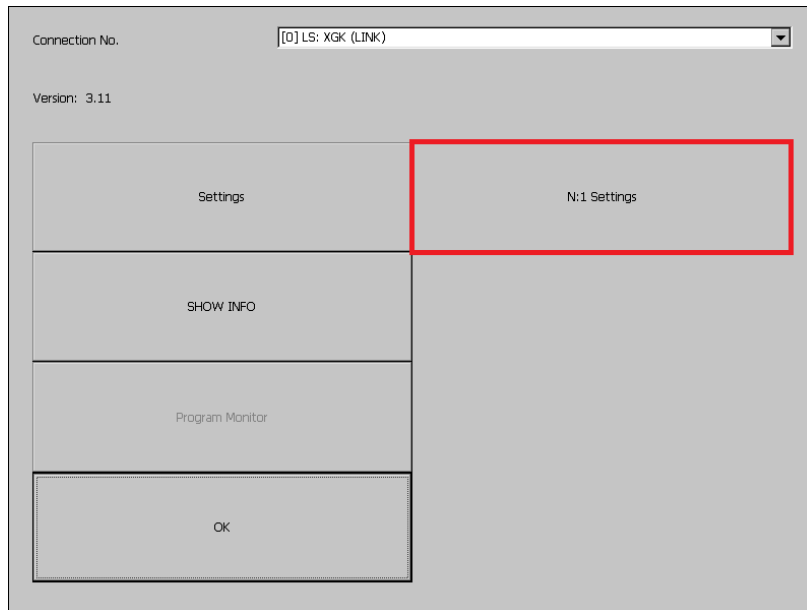 Connection No.
[0] LS: XGK (LINK)
Version: 3.11
Settings
N:1 Settings
SHOW INFO
Program Monitor
OK